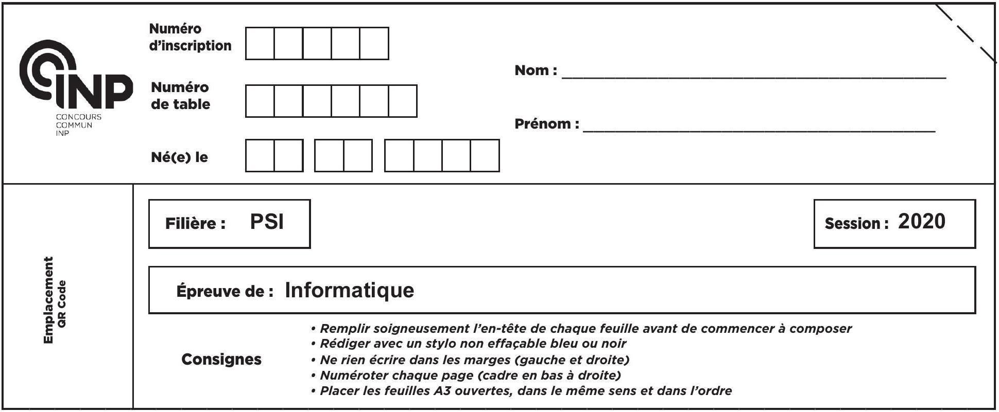 INP
CONCOURS
COMMUN
INP
Numéro
d'inscription
Numéro
de table
Né(e) le
Nom :
Prénom :
Emplacement
QR Code
Filière : PSI
Session : 2020
Épreuve de : Informatique
Consignes
• Remplir soigneusement l'en-tête de chaque feuille avant de commencer à composer
• Rédiger avec un stylo non effaçable bleu ou noir
• Ne rien écrire dans les marges (gauche et droite)
• Numéroter chaque page (cadre en bas à droite)
• Placer les feuilles A3 ouvertes, dans le même sens et dans l'ordre